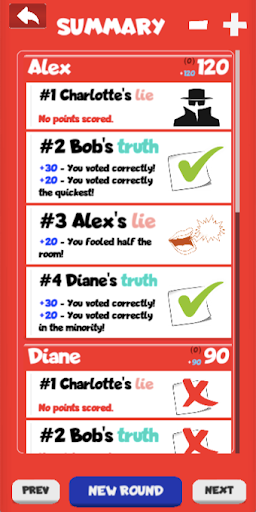 SUMMARY
Alex (0) +120 120
#1 Charlotte's lie
No points scored.
#2 Bob's truth
+30 - You voted correctly!
+20 - You voted correctly
the quickest!
#3 Alex's lie
+20 - You fooled half the
room!
#4 Diane's truth
+30 - You voted correctly!
+20 - You voted correctly
in the minority!
Diane (0) +90 90
#1 Charlotte's lie
No points scored.
#2 Bob's truth
PREV NEW ROUND NEXT